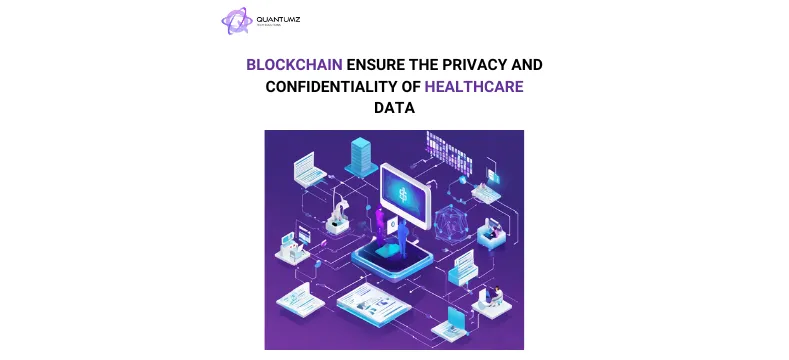 QUANTUMZ
BLOCKCHAIN ENSURE THE PRIVACY AND
CONFIDENTIALITY OF HEALTHCARE
DATA